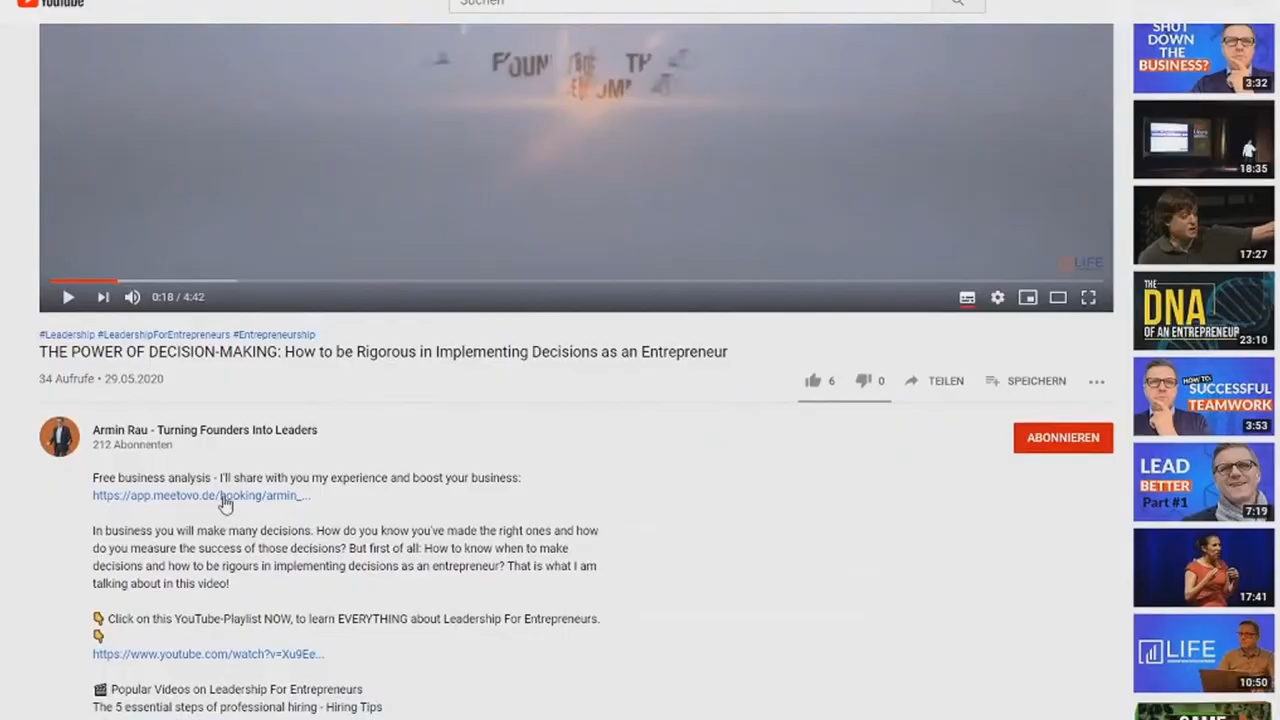 YouTube
Suchen
LIFE
0:18 / 4:42
#Leadership #LeadershipForEntrepreneurs #Entrepreneurship
THE POWER OF DECISION-MAKING: How to be Rigorous in Implementing Decisions as an Entrepreneur
34 Aufrufe • 29.05.2020
6
0
TEILEN
SPEICHERN
Armin Rau - Turning Founders Into Leaders
212 Abonnenten
ABONNIEREN
Free business analysis - I'll share with you my experience and boost your business:
https://app.meetovo.de/booking/armin_...
In business you will make many decisions. How do you know you've made the right ones and how
do you measure the success of those decisions? But first of all: How to know when to make
decisions and how to be rigours in implementing decisions as an entrepreneur? That is what I am
talking about in this video!
👇 Click on this YouTube-Playlist NOW, to learn EVERYTHING about Leadership For Entrepreneurs.
👇
https://www.youtube.com/watch?v=Xu9Ee...
🎬 Popular Videos on Leadership For Entrepreneurs
The 5 essential steps of professional hiring - Hiring Tips
SHUT
DOWN
THE
BUSINESS?
3:32
18:35
17:27
THE
DNA
OF AN ENTREPRENEUR
23:10
HOW TO:
SUCCESSFUL
TEAMWORK
3:53
LEAD
BETTER
Part #1
7:19
17:41
LIFE
10:50
GAME